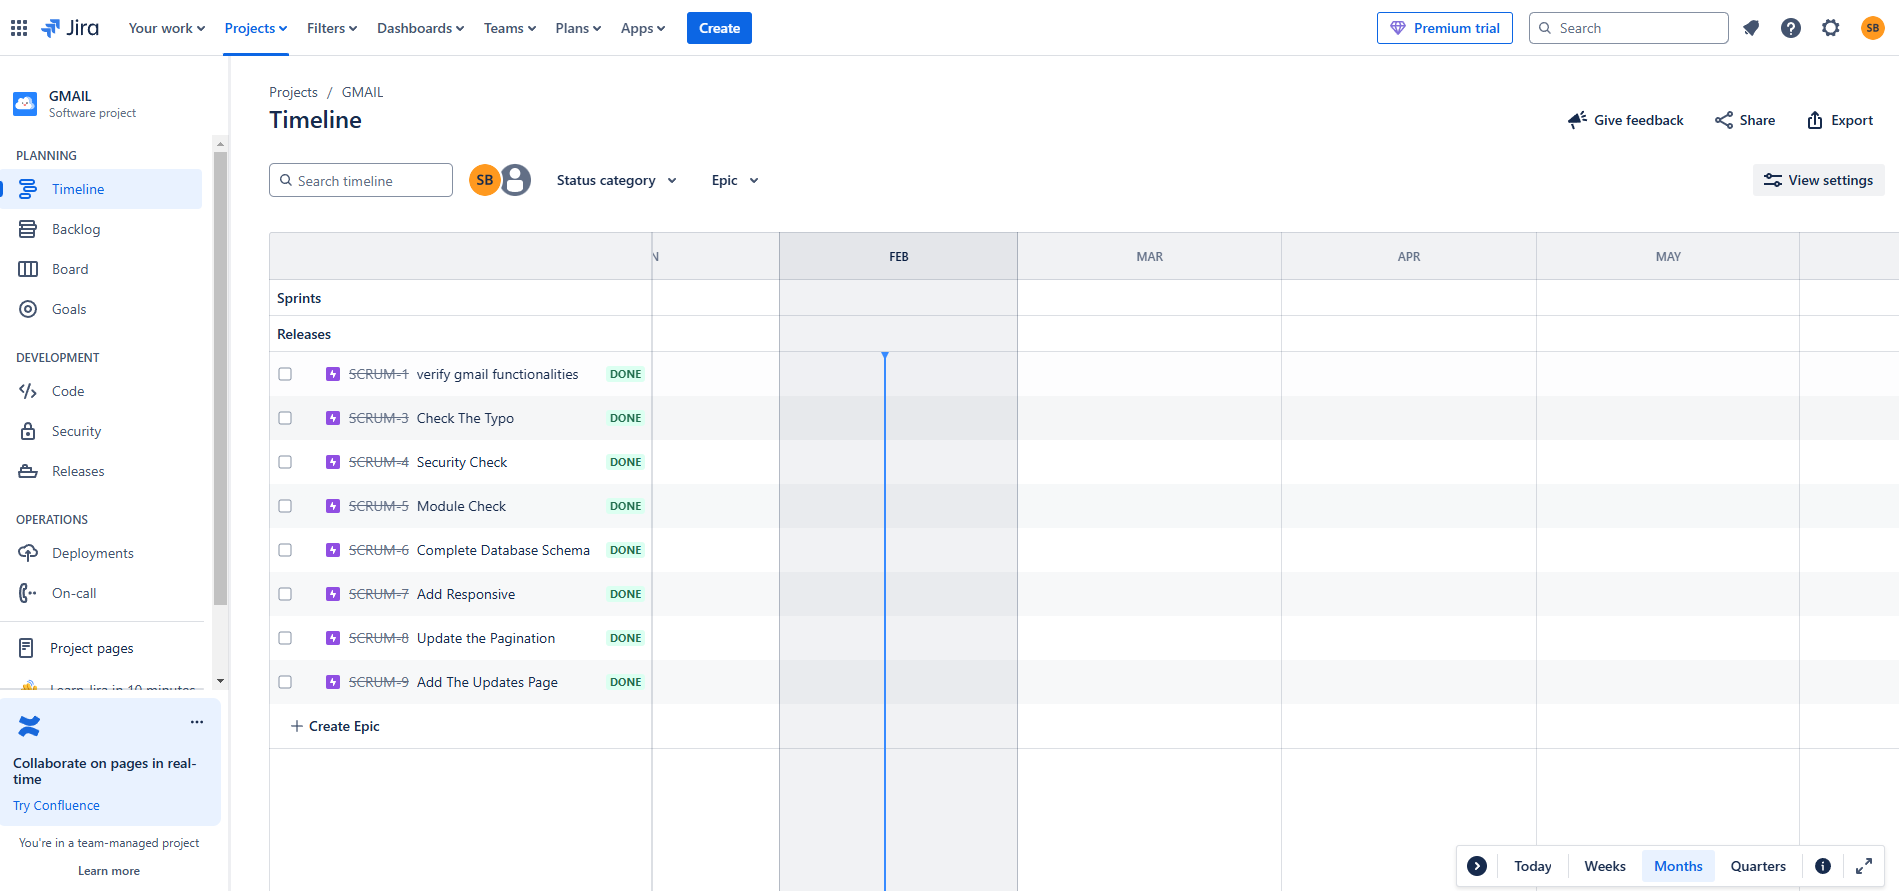 Jira
Your work
Projects
Filters
Dashboards
Teams
Plans
Apps
Create
Premium trial
Search
SB
GMAIL
Software project
PLANNING
Timeline
Backlog
Board
Goals
DEVELOPMENT
Code
Security
Releases
OPERATIONS
Deployments
On-call
Project pages
Learn Jira in 10 minutes
Collaborate on pages in real-
time
Try Confluence
You're in a team-managed project
Learn more
Projects / GMAIL
Timeline
Give feedback
Share
Export
Search timeline
SB
Status category
Epic
View settings
N
FEB
MAR
APR
MAY
Sprints
Releases
SCRUM-1 verify gmail functionalities DONE
SCRUM-3 Check The Typo DONE
SCRUM-4 Security Check DONE
SCRUM-5 Module Check DONE
SCRUM-6 Complete Database Schema DONE
SCRUM-7 Add Responsive DONE
SCRUM-8 Update the Pagination DONE
SCRUM-9 Add The Updates Page DONE
+ Create Epic
Today
Weeks
Months
Quarters